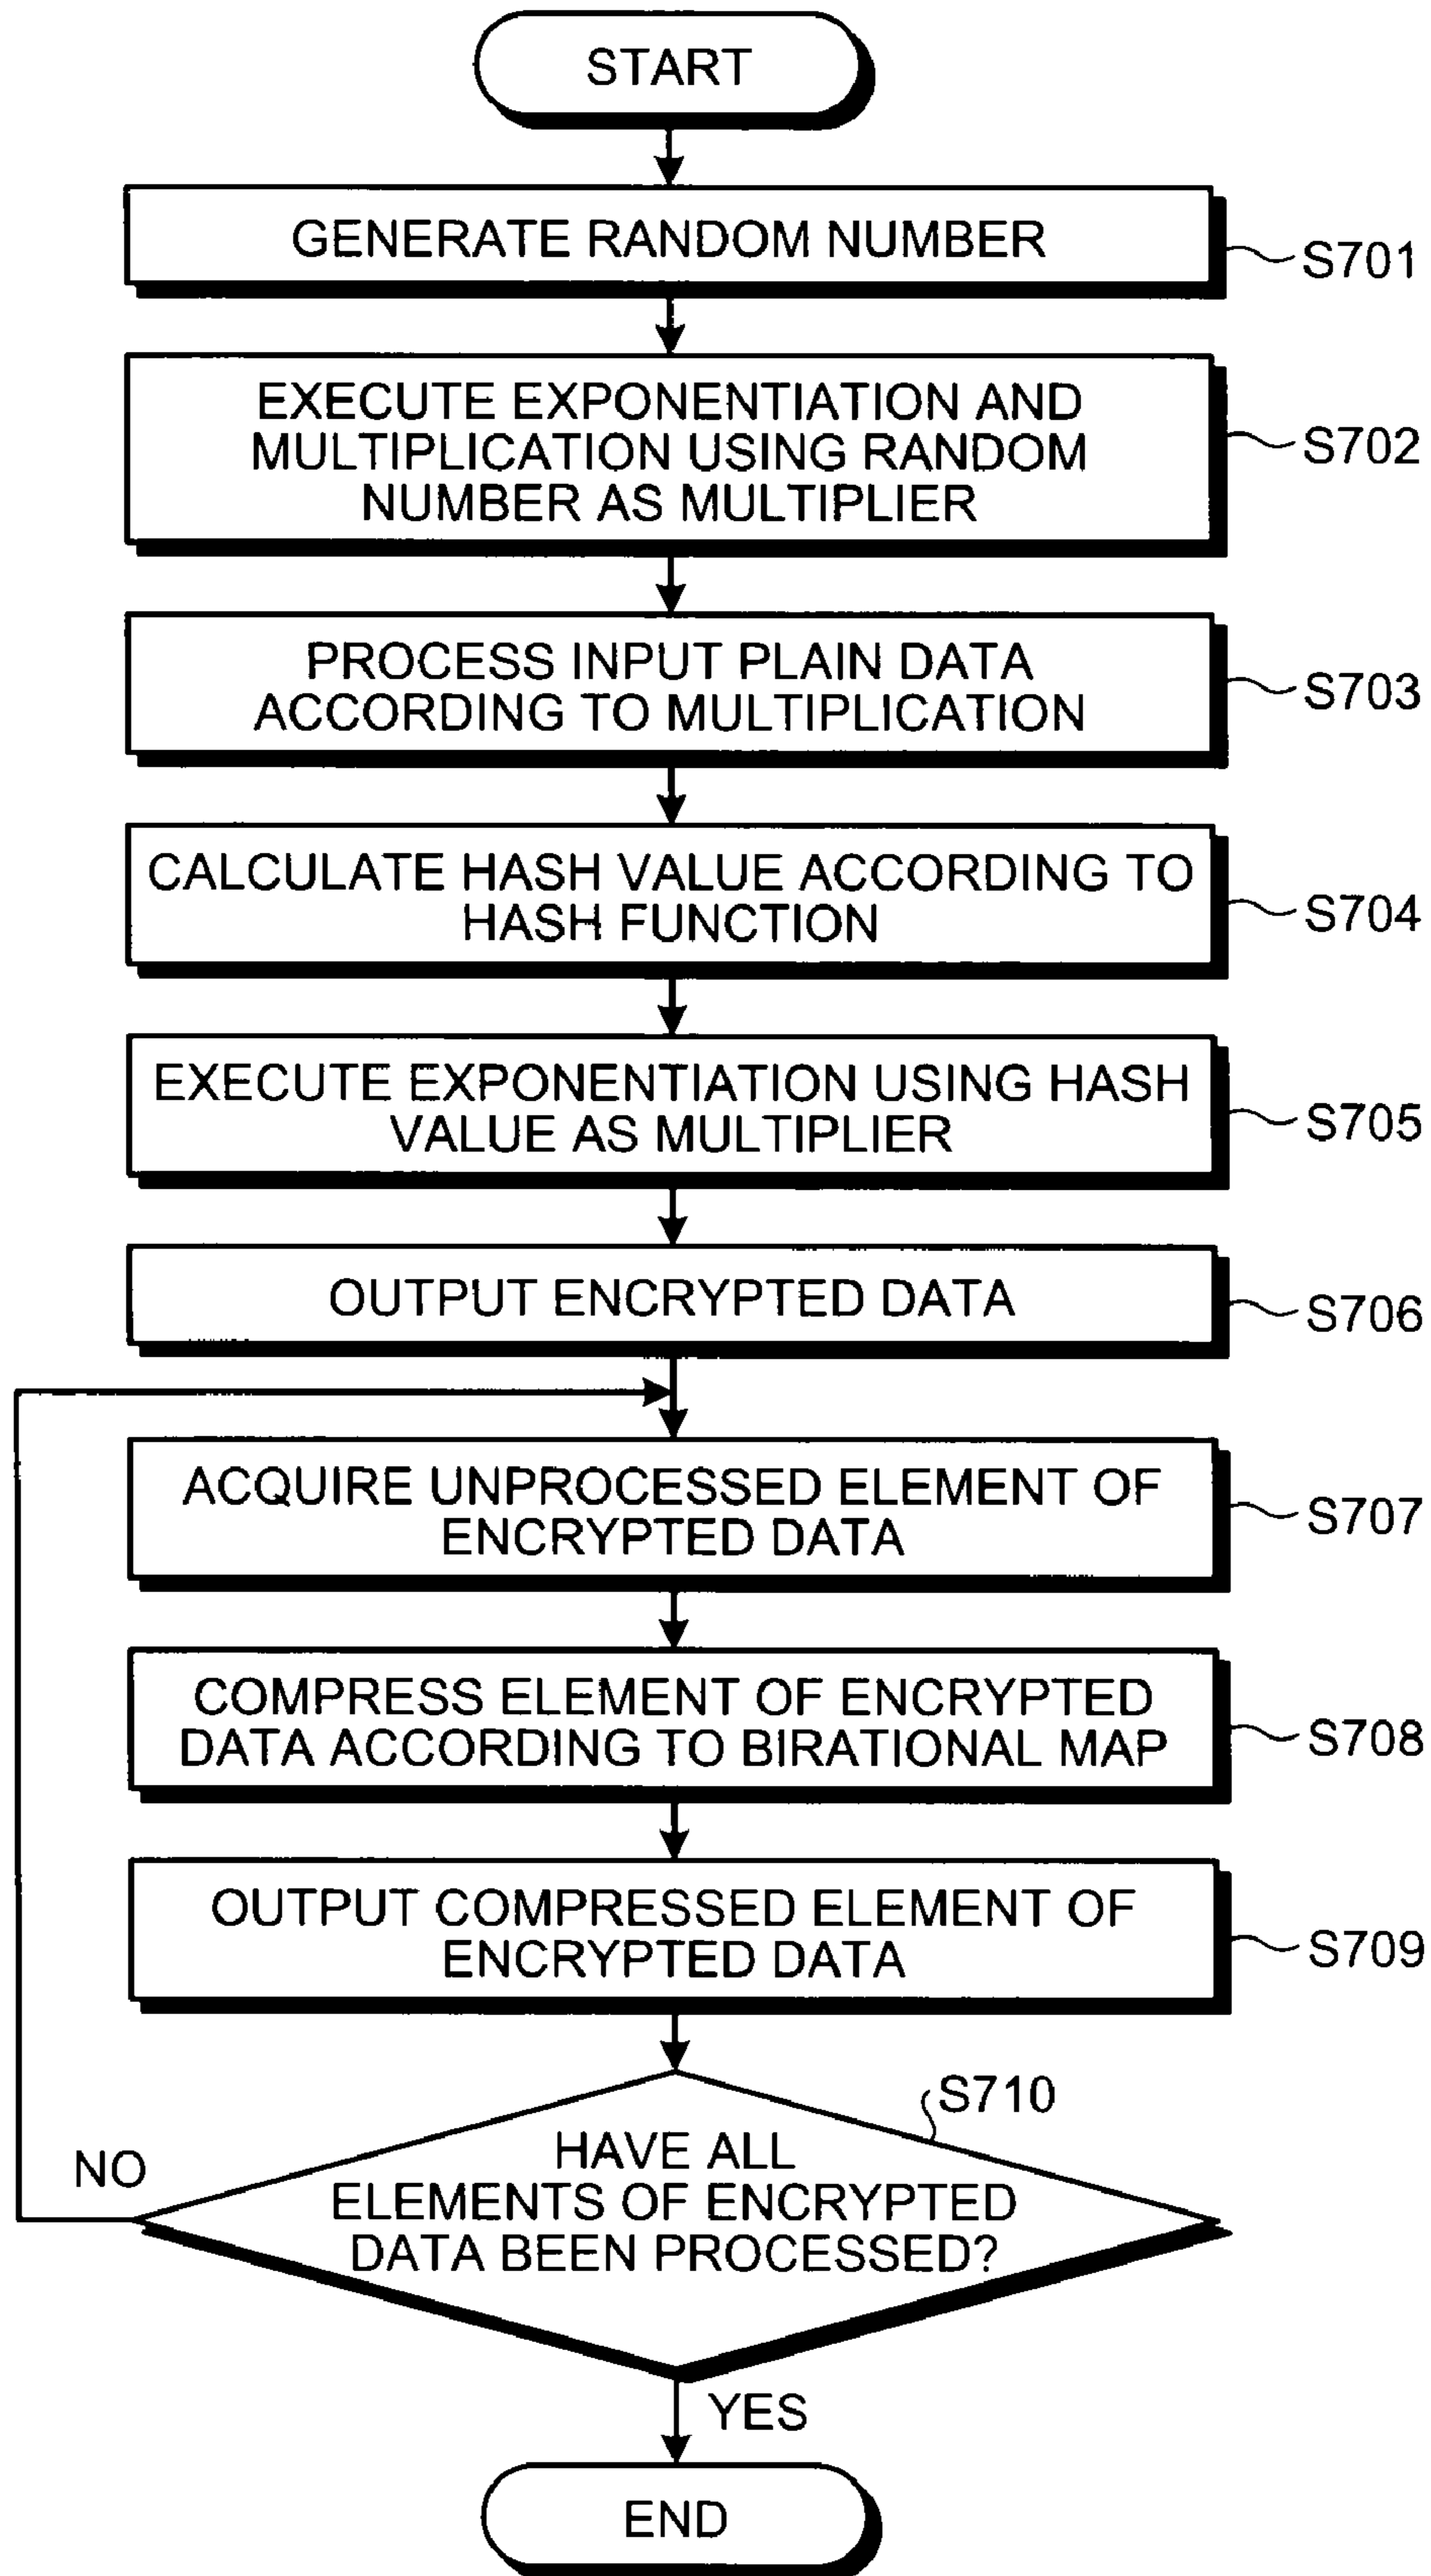 START
GENERATE RANDOM NUMBER
S701
EXECUTE EXPONENTIATION AND
MULTIPLICATION USING RANDOM
NUMBER AS MULTIPLIER
S702
PROCESS INPUT PLAIN DATA
ACCORDING TO MULTIPLICATION
S703
CALCULATE HASH VALUE ACCORDING TO
HASH FUNCTION
S704
EXECUTE EXPONENTIATION USING HASH
VALUE AS MULTIPLIER
S705
OUTPUT ENCRYPTED DATA
S706
ACQUIRE UNPROCESSED ELEMENT OF
ENCRYPTED DATA
S707
COMPRESS ELEMENT OF ENCRYPTED
DATA ACCORDING TO BIRATIONAL MAP
S708
OUTPUT COMPRESSED ELEMENT OF
ENCRYPTED DATA
S709
S710
HAVE ALL
ELEMENTS OF ENCRYPTED
DATA BEEN PROCESSED?
NO
YES
END